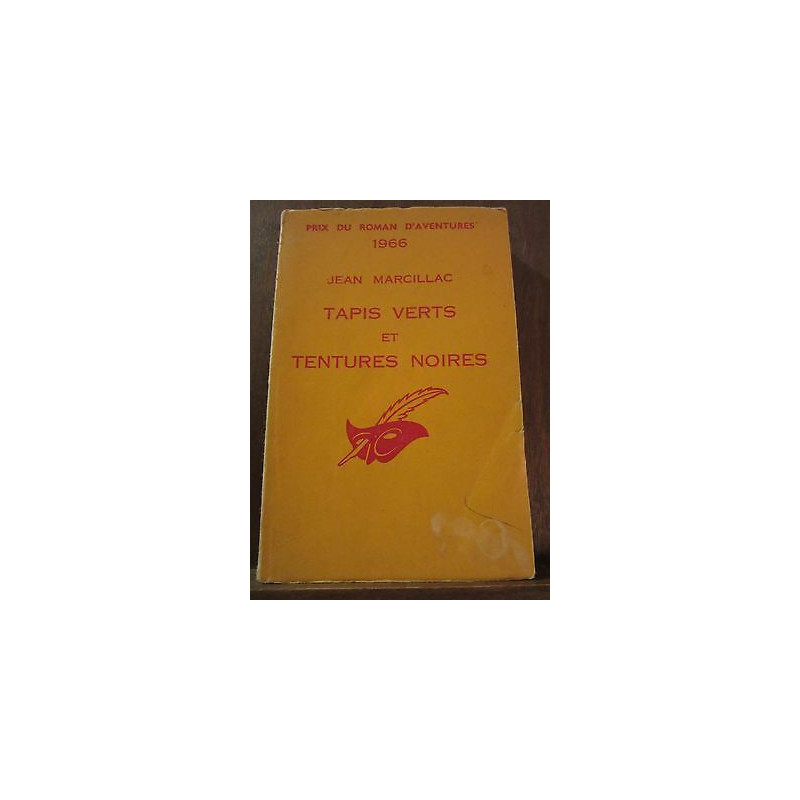 PRIX DU ROMAN D'AVENTURES
1966
JEAN MARCILLAC
TAPIS VERTS
ET
TENTURES NOIRES